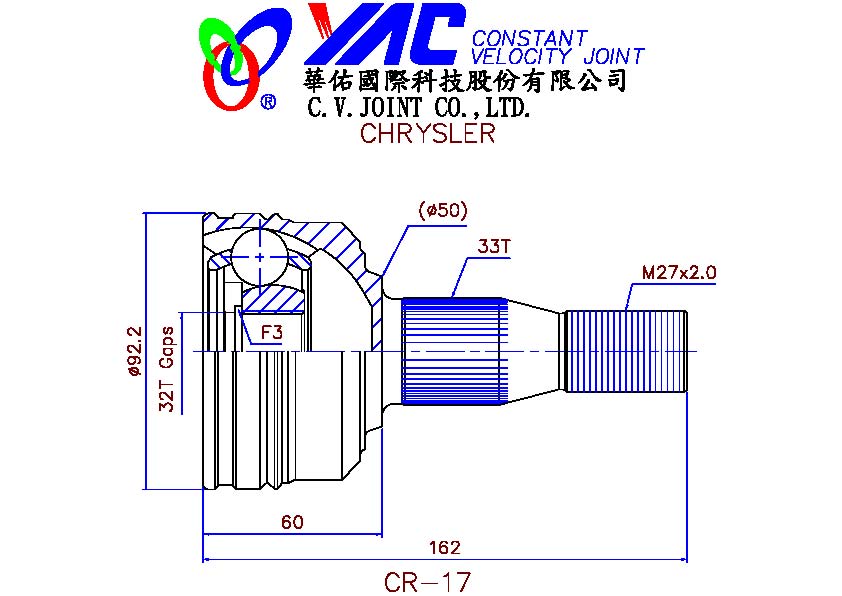 YAC CONSTANT
VELOCITY JOINT
®
華佑國際科技股份有限公司
C.V.JOINT CO.,LTD.
CHRYSLER
(ø50)
33T
M27x2.0
F3
ø92.2
32T Gaps
60
162
CR-17